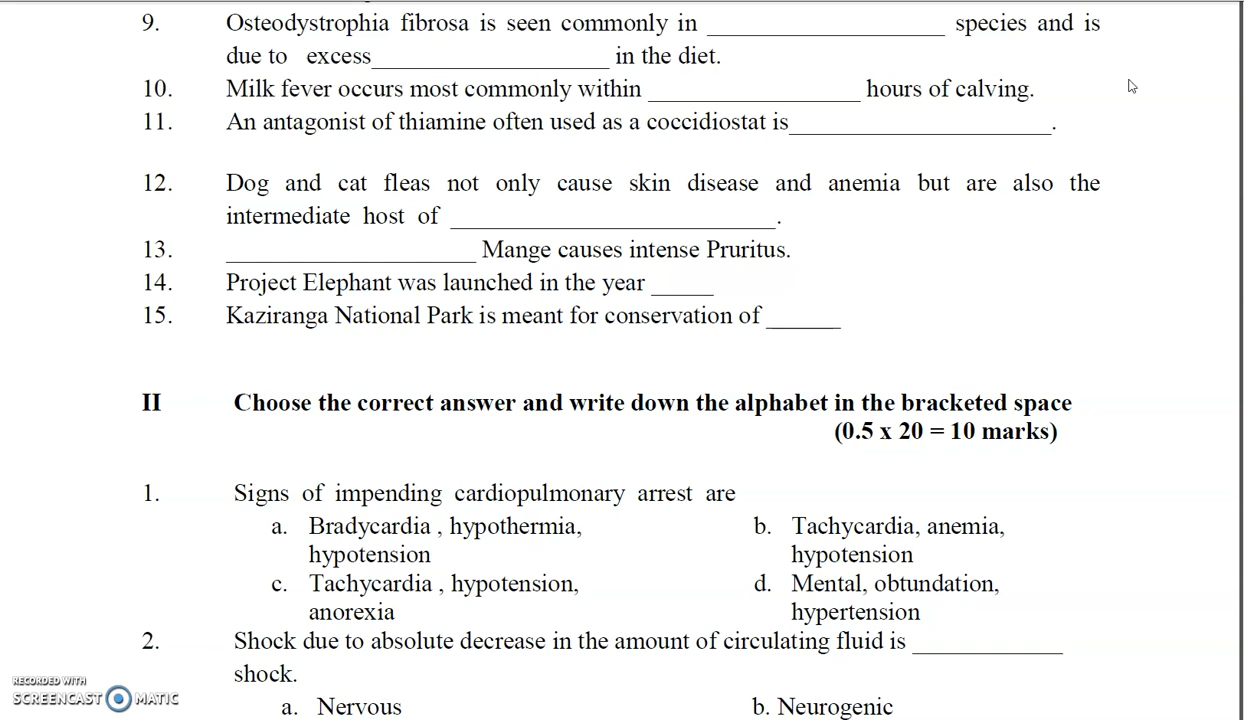 9. Osteodystrophia fibrosa is seen commonly in ____________________ species and is
due to excess____________________ in the diet.
10. Milk fever occurs most commonly within __________________ hours of calving.
11. An antagonist of thiamine often used as a coccidiostat is______________________.
12. Dog and cat fleas not only cause skin disease and anemia but are also the
intermediate host of ___________________________.
13. _____________________ Mange causes intense Pruritus.
14. Project Elephant was launched in the year _____
15. Kaziranga National Park is meant for conservation of ______
II Choose the correct answer and write down the alphabet in the bracketed space
(0.5 x 20 = 10 marks)
1. Signs of impending cardiopulmonary arrest are
a. Bradycardia , hypothermia, b. Tachycardia, anemia,
hypotension hypotension
c. Tachycardia , hypotension, d. Mental, obtundation,
anorexia hypertension
2. Shock due to absolute decrease in the amount of circulating fluid is ____________
shock.
a. Nervous b. Neurogenic
RECORDED WITH
SCREENCAST MATIC